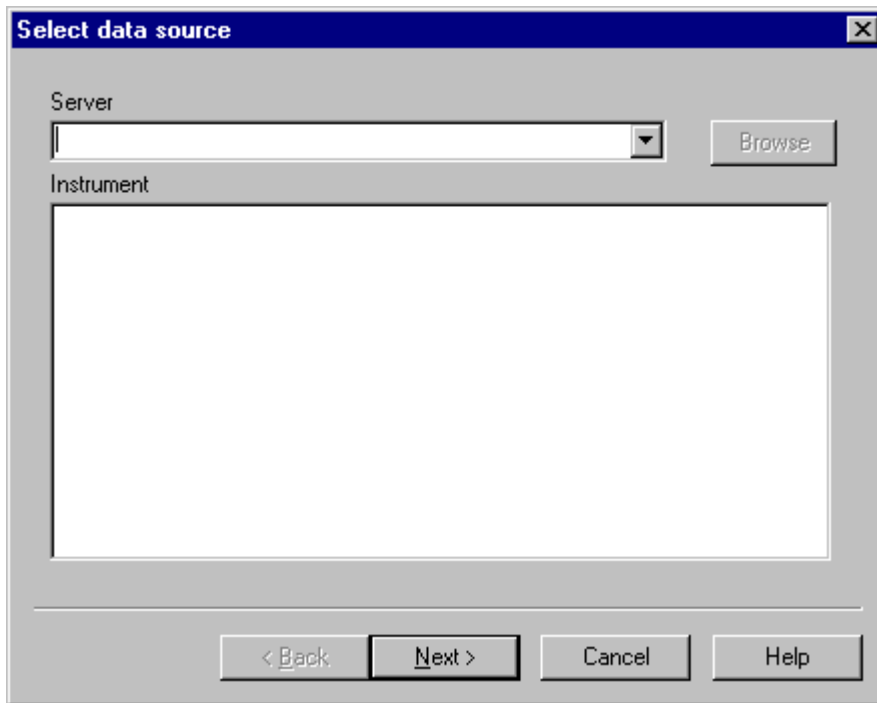 Select data source
Server
Browse
Instrument
< Back Next > Cancel Help